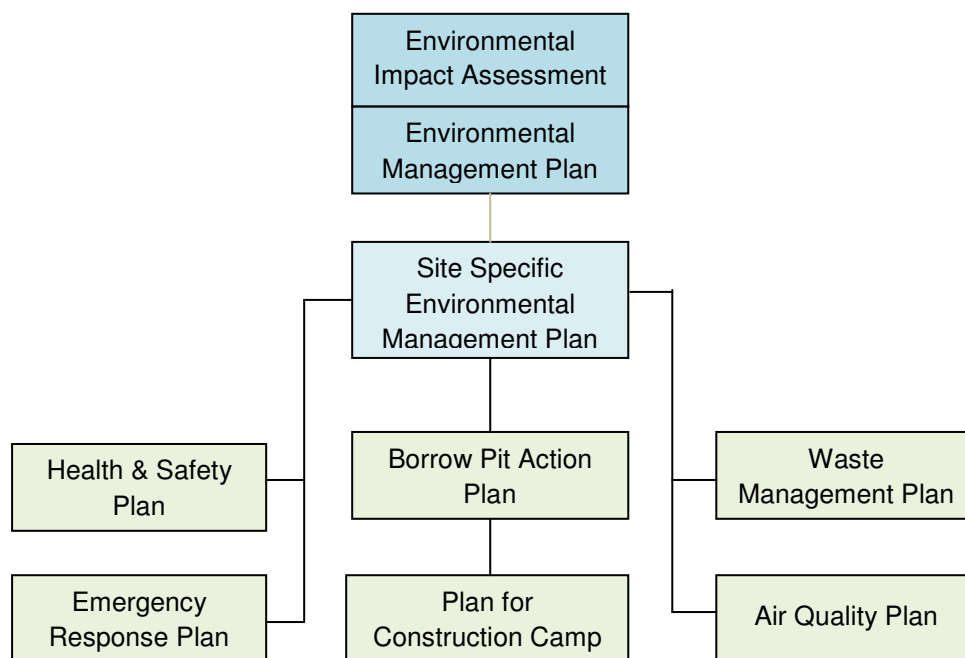 Environmental
Impact Assessment
Environmental
Management Plan
Site Specific
Environmental
Management Plan
Health & Safety
Plan
Borrow Pit Action
Plan
Waste
Management Plan
Emergency
Response Plan
Plan for
Construction Camp
Air Quality Plan